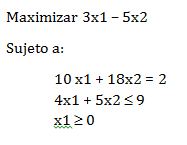 Maximizar 3x1 – 5x2
Sujeto a:
10 x1 + 18x2 = 2
4x1 + 5x2 ≤ 9
x1 ≥ 0